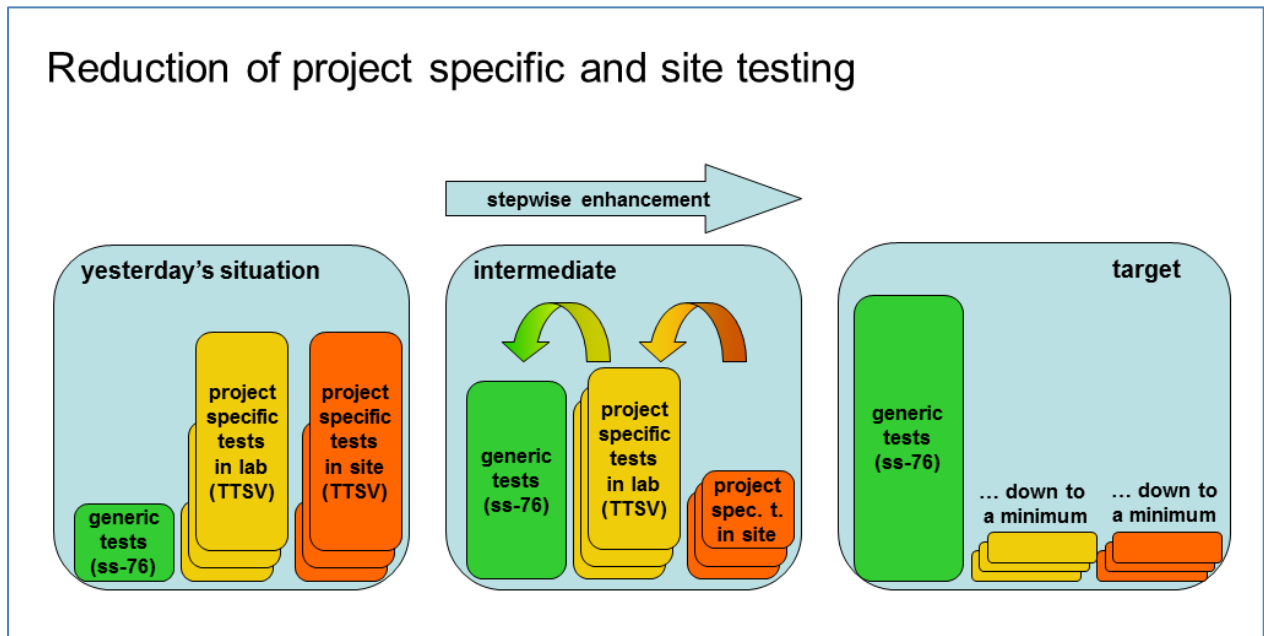 Reduction of project specific and site testing
stepwise enhancement
yesterday's situation
generic
tests
(ss-76)
project
specific
tests
in lab
(TTSV)
project
specific
tests
in site
(TTSV)
intermediate
generic
tests
(ss-76)
project
specific
tests
in lab
(TTSV)
project
spec. t.
in site
target
generic
tests
(ss-76)
… down to
a minimum
… down to
a minimum